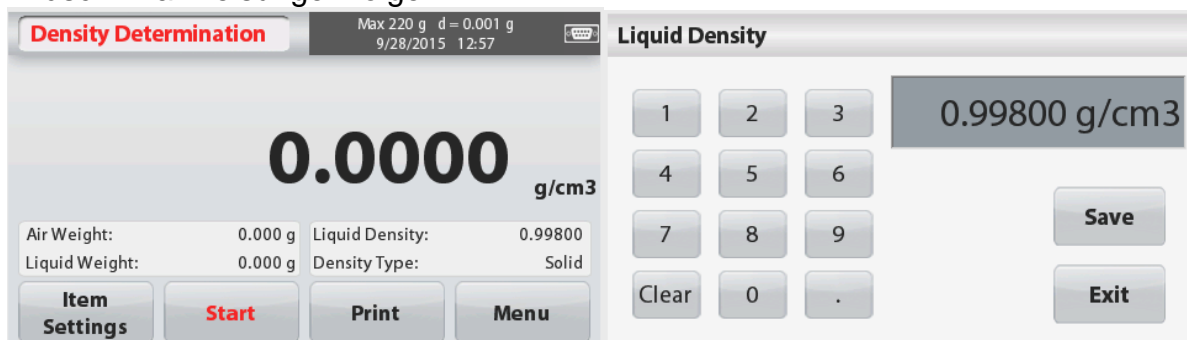 Density Determination
Max 220 g d = 0.001 g
9/28/2015 12:57
0.0000
g/cm3
Air Weight: 0.000 g Liquid Density: 0.99800
Liquid Weight: 0.000 g Density Type: Solid
Item
Settings
Start
Print
Menu
Liquid Density
0.99800 g/cm3
1 2 3
4 5 6
7 8 9
Clear 0 .
Save
Exit